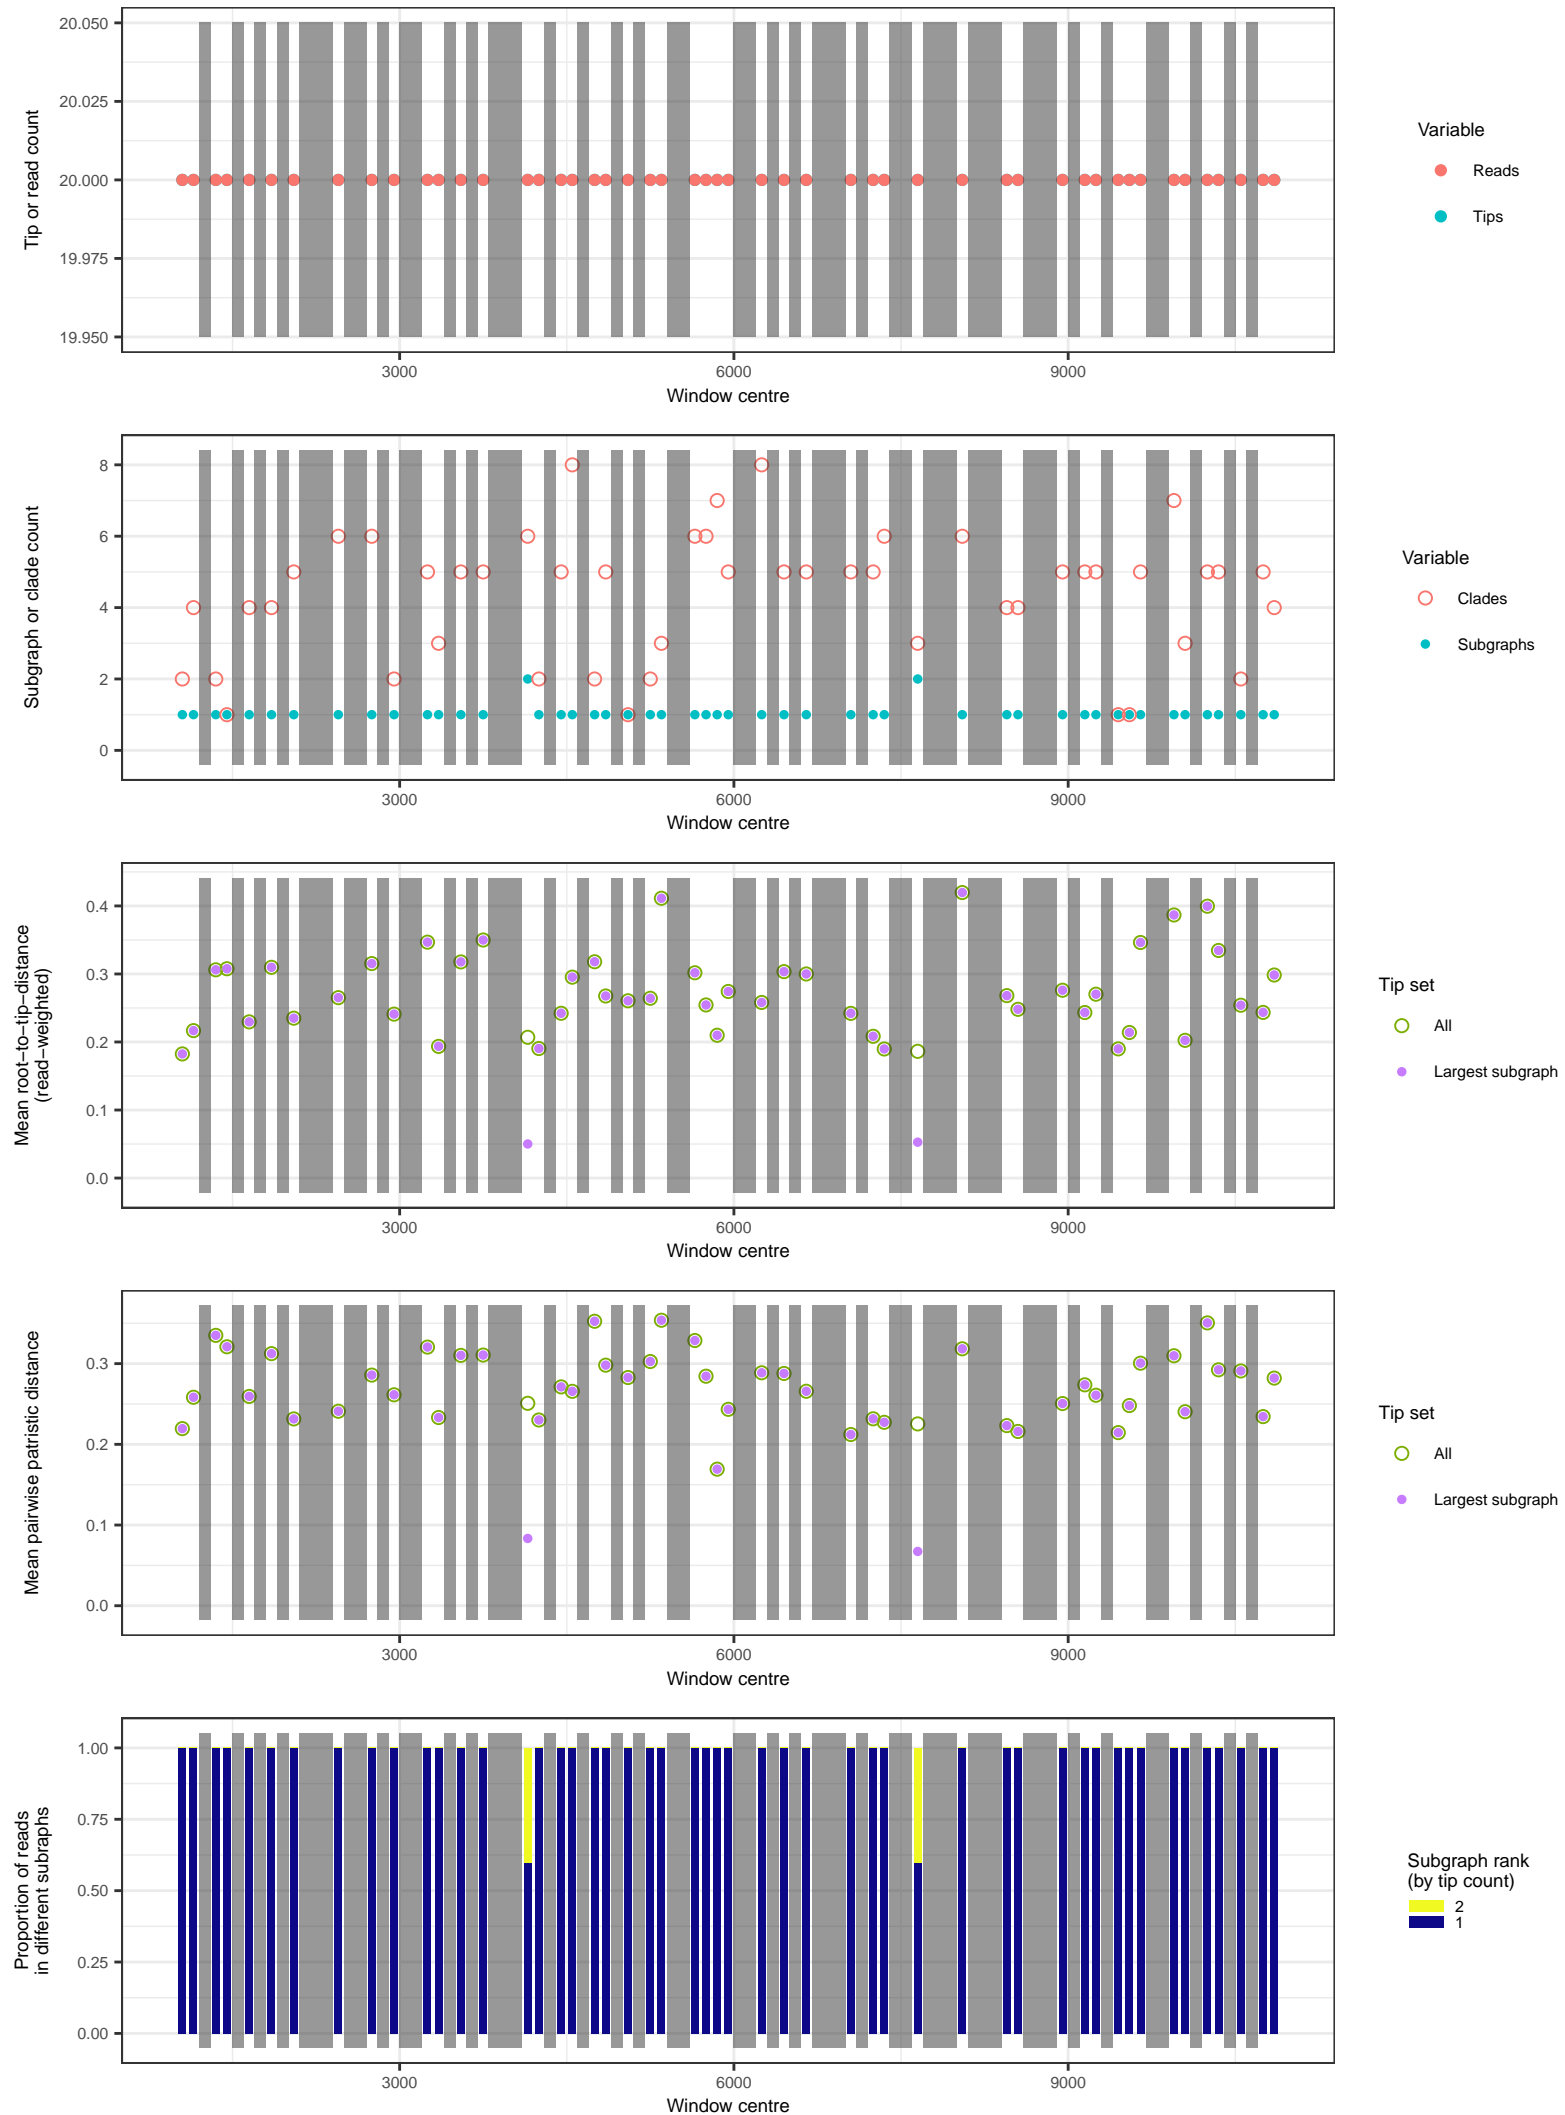 20.050
20.025
20.000
19.975
19.950
Tip or read count
3000
6000
9000
Window centre
Variable
Reads
Tips
8
6
4
2
0
Subgraph or clade count
3000
6000
9000
Window centre
Variable
Clades
Subgraphs
0.4
0.3
0.2
0.1
0.0
Mean root−to−tip−distance
(read−weighted)
3000
6000
9000
Window centre
Tip set
All
Largest subgraph
0.3
0.2
0.1
0.0
Mean pairwise patristic distance
3000
6000
9000
Window centre
Tip set
All
Largest subgraph
1.00
0.75
0.50
0.25
0.00
Proportion of reads
in different subraphs
3000
6000
9000
Window centre
Subgraph rank
(by tip count)
2
1